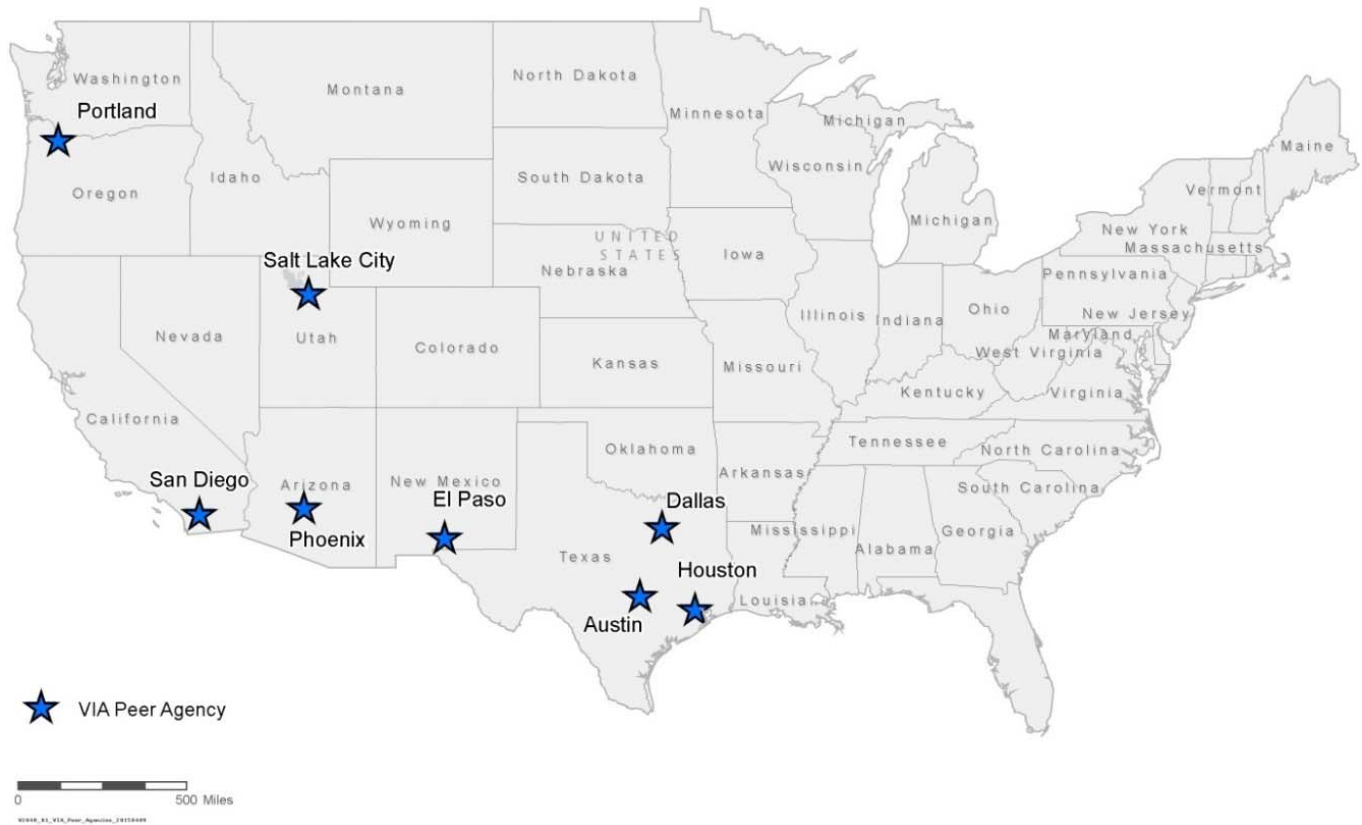 Washington
Portland
Montana
North Dakota
Minnesota
Michigan
Maine
Oregon
Idaho
South Dakota
Wisconsin
Vermont
Wyoming
Michigan
New York
Massachusetts
UNITED
STATES
Salt Lake City
Nebraska
Iowa
Pennsylvania
Nevada
Utah
Colorado
Illinois
Indiana
Ohio
New Jersey
Maryland
West Virginia
Kansas
Missouri
Kentucky
Virginia
California
Oklahoma
Tennessee
North Carolina
San Diego
Arizona
New Mexico
Arkansas
South Carolina
El Paso
Dallas
Phoenix
Mississippi
Georgia
Texas
Alabama
Houston
Louisiana
Austin
VIA Peer Agency
0
500 Miles